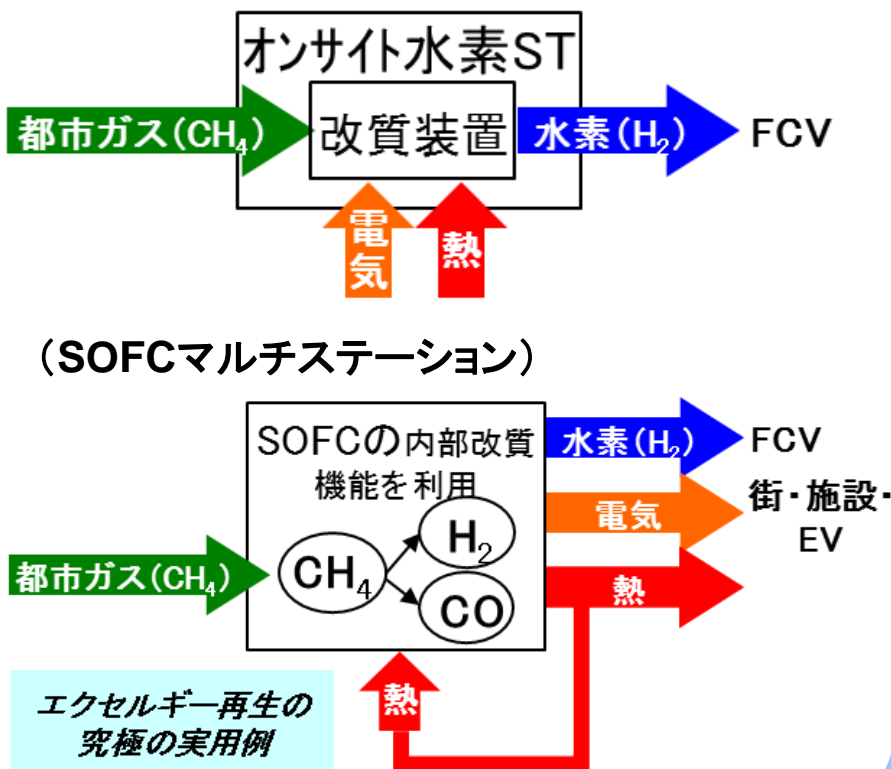 オンサイト水素ST
都市ガス(CH₄)
改質装置
水素(H₂)
FCV
電気
熱
(SOFCマルチステーション)
SOFCの内部改質
機能を利用
水素(H₂)
FCV
電気
街・施設・
EV
都市ガス(CH₄)
CH₄
H₂
CO
熱
熱
エクセルギー再生の
究極の実用例